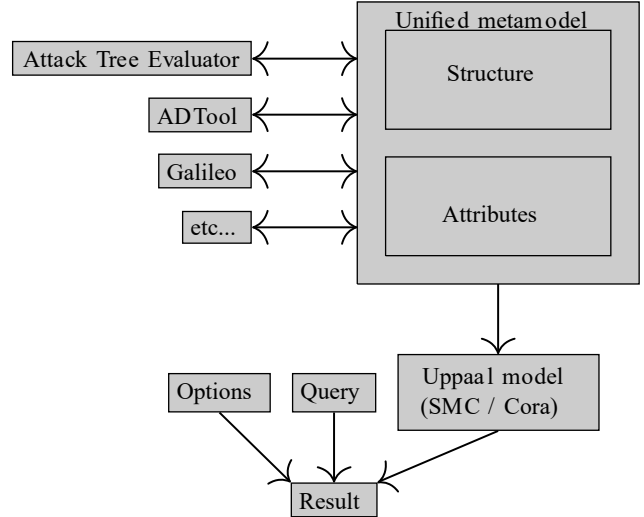 Unified metamodel
Attack Tree Evaluator
Structure
ADTool
Galileo
Attributes
etc...
Uppaal model
(SMC / Cora)
Options
Query
Result